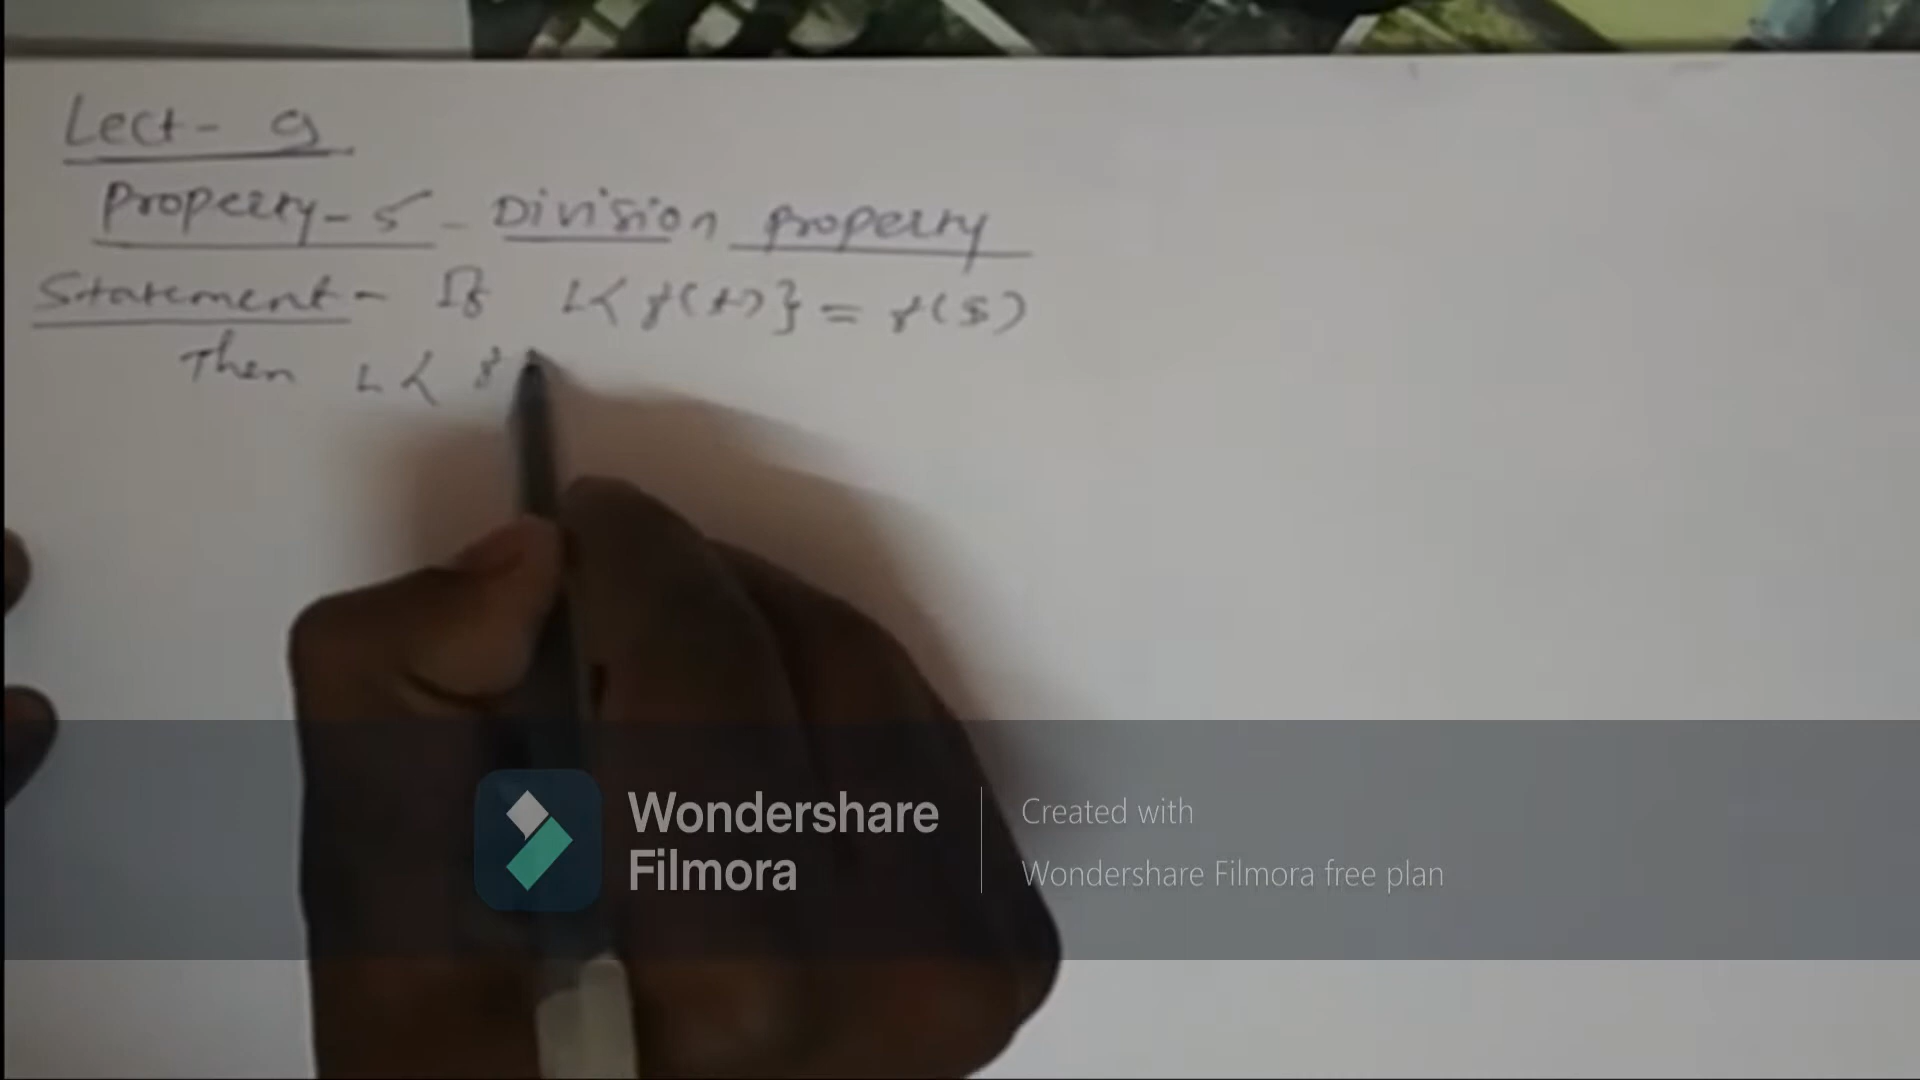 Lect- 9
Property-5 - Division property
Statement - If L{f(t)} = f(s)
Then L{ f
Wondershare
Filmora
Created with
Wondershare Filmora free plan